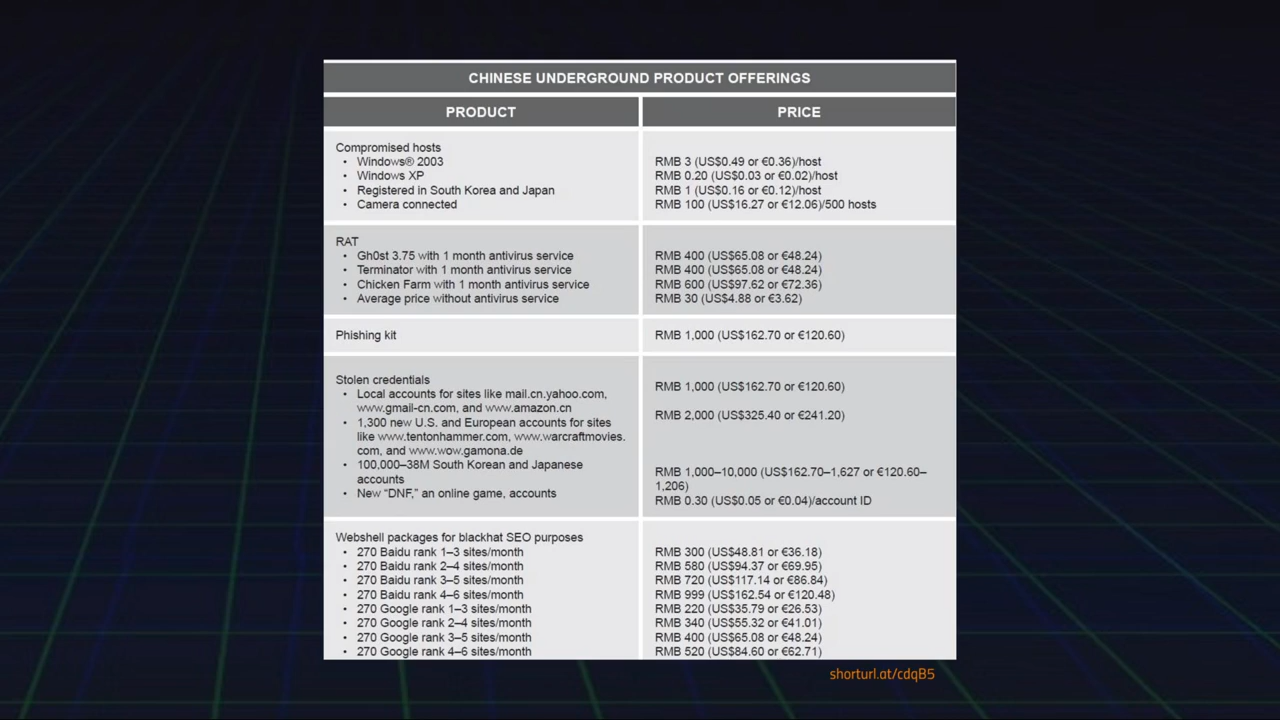 CHINESE UNDERGROUND PRODUCT OFFERINGS
PRODUCT
PRICE
Compromised hosts
• Windows® 2003
RMB 3 (US$0.49 or €0.36)/host
• Windows XP
RMB 0.20 (US$0.03 or €0.02)/host
• Registered in South Korea and Japan
RMB 1 (US$0.16 or €0.12)/host
• Camera connected
RMB 100 (US$16.27 or €12.06)/500 hosts
RAT
• Gh0st 3.75 with 1 month antivirus service
RMB 400 (US$65.08 or €48.24)
• Terminator with 1 month antivirus service
RMB 400 (US$65.08 or €48.24)
• Chicken Farm with 1 month antivirus service
RMB 600 (US$97.62 or €72.36)
• Average price without antivirus service
RMB 30 (US$4.88 or €3.62)
Phishing kit
RMB 1,000 (US$162.70 or €120.60)
Stolen credentials
• Local accounts for sites like mail.cn.yahoo.com,
www.gmail-cn.com, and www.amazon.cn
RMB 1,000 (US$162.70 or €120.60)
• 1,300 new U.S. and European accounts for sites
like www.tentonhammer.com, www.warcraftmovies.
com, and www.wow.gamona.de
RMB 2,000 (US$325.40 or €241.20)
• 100,000–38M South Korean and Japanese
accounts
RMB 1,000–10,000 (US$162.70–1,627 or €120.60–
1,206)
• New “DNF,” an online game, accounts
RMB 0.30 (US$0.05 or €0.04)/account ID
Webshell packages for blackhat SEO purposes
• 270 Baidu rank 1–3 sites/month
RMB 300 (US$48.81 or €36.18)
• 270 Baidu rank 2–4 sites/month
RMB 580 (US$94.37 or €69.95)
• 270 Baidu rank 3–5 sites/month
RMB 720 (US$117.14 or €86.84)
• 270 Baidu rank 4–6 sites/month
RMB 999 (US$162.54 or €120.48)
• 270 Google rank 1–3 sites/month
RMB 220 (US$35.79 or €26.53)
• 270 Google rank 2–4 sites/month
RMB 340 (US$55.32 or €41.01)
• 270 Google rank 3–5 sites/month
RMB 400 (US$65.08 or €48.24)
• 270 Google rank 4–6 sites/month
RMB 520 (US$84.60 or €62.71)
shorturl.at/cdqB5